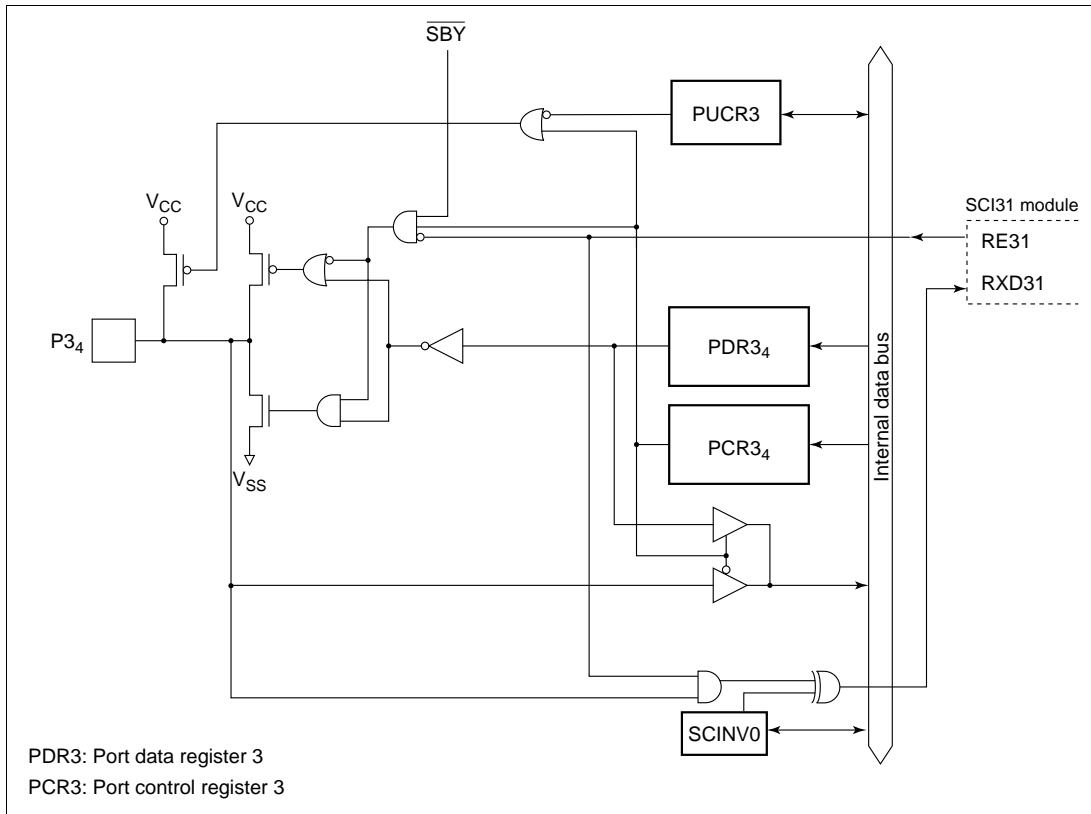 SBY
PUCR3
VCC
VCC
SCI31 module
RE31
RXD31
P34
PDR34
PCR34
Internal data bus
VSS
SCINV0
PDR3: Port data register 3
PCR3: Port control register 3